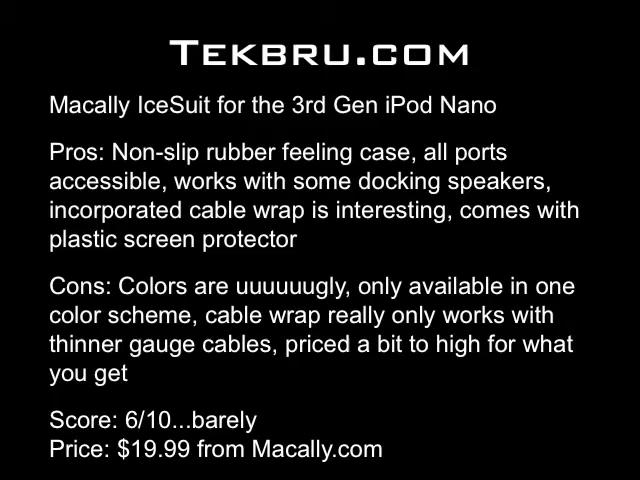 Tekbru.com
Macally IceSuit for the 3rd Gen iPod Nano
Pros: Non-slip rubber feeling case, all ports
accessible, works with some docking speakers,
incorporated cable wrap is interesting, comes with
plastic screen protector
Cons: Colors are uuuuuugly, only available in one
color scheme, cable wrap really only works with
thinner gauge cables, priced a bit to high for what
you get
Score: 6/10...barely
Price: $19.99 from Macally.com